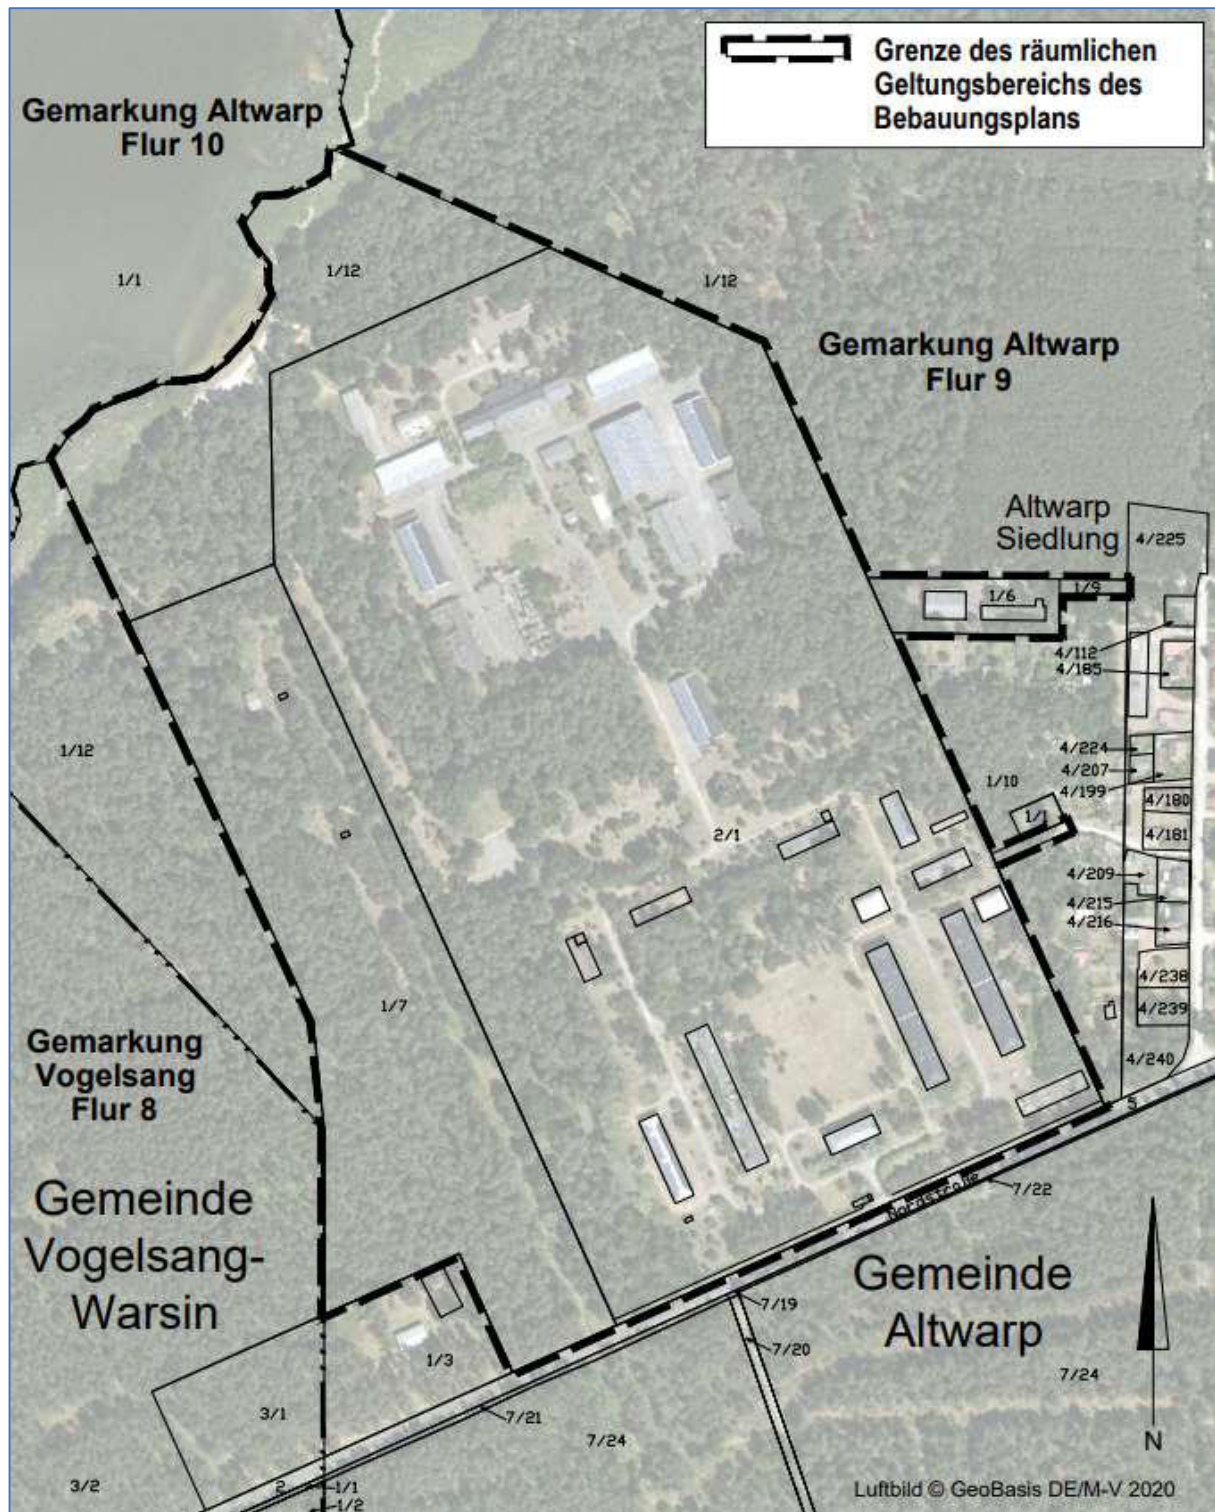 Grenze des räumlichen
Geltungsbereichs des
Bebauungsplans
Gemarkung Altwarp
Flur 10
1/1
1/12
1/12
Gemarkung Altwarp
Flur 9
Altwarp
Siedlung
4/225
1/6
1/9
4/112
4/185
1/12
4/224
4/207
4/199
1/10
4/180
1/1
4/181
2/1
4/209
4/215
4/216
4/238
1/7
4/239
Gemarkung
Vogelsang
Flur 8
4/240
5
Nordstraße
7/22
Gemeinde
Vogelsang-
Warsin
Gemeinde
Altwarp
7/19
7/20
1/3
7/24
3/1
7/21
7/24
N
3/2
2
1/1
1/2
Luftbild © GeoBasis DE/M-V 2020